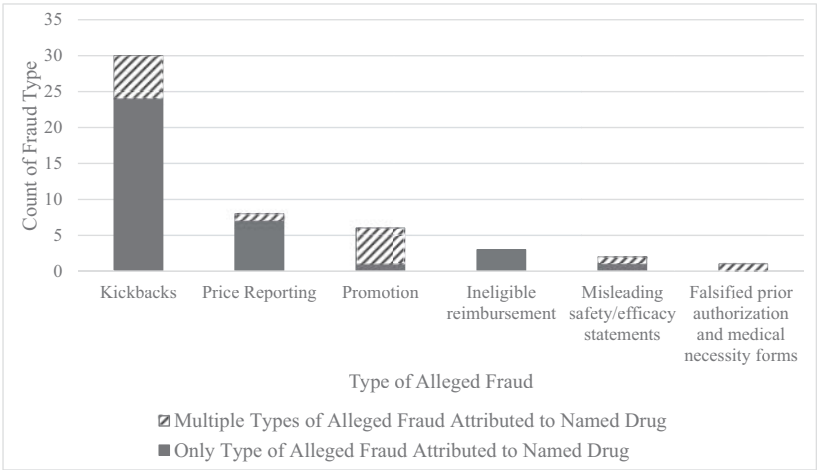 35
30
25
20
15
10
5
0
Count of Fraud Type
Kickbacks
Price Reporting
Promotion
Ineligible
reimbursement
Misleading
safety/efficacy
statements
Falsified prior
authorization
and medical
necessity forms
Type of Alleged Fraud
Multiple Types of Alleged Fraud Attributed to Named Drug
Only Type of Alleged Fraud Attributed to Named Drug